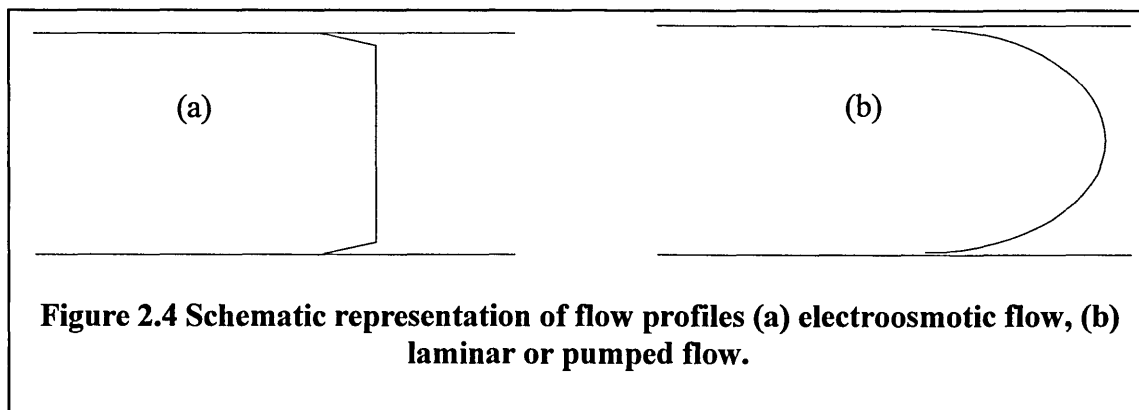 (a)
(b)
Figure 2.4 Schematic representation of flow profiles (a) electroosmotic flow, (b)
laminar or pumped flow.